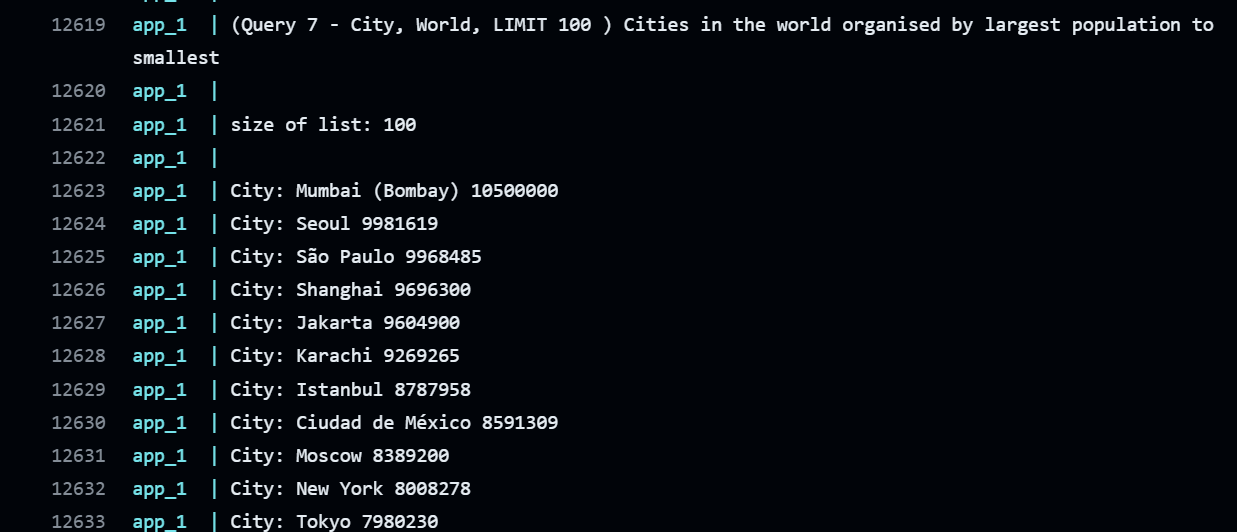 12619 app_1 | (Query 7 - City, World, LIMIT 100 ) Cities in the world organised by largest population to
smallest
12620 app_1 |
12621 app_1 | size of list: 100
12622 app_1 |
12623 app_1 | City: Mumbai (Bombay) 10500000
12624 app_1 | City: Seoul 9981619
12625 app_1 | City: São Paulo 9968485
12626 app_1 | City: Shanghai 9696300
12627 app_1 | City: Jakarta 9604900
12628 app_1 | City: Karachi 9269265
12629 app_1 | City: Istanbul 8787958
12630 app_1 | City: Ciudad de México 8591309
12631 app_1 | City: Moscow 8389200
12632 app_1 | City: New York 8008278
12633 app_1 | City: Tokyo 7980230